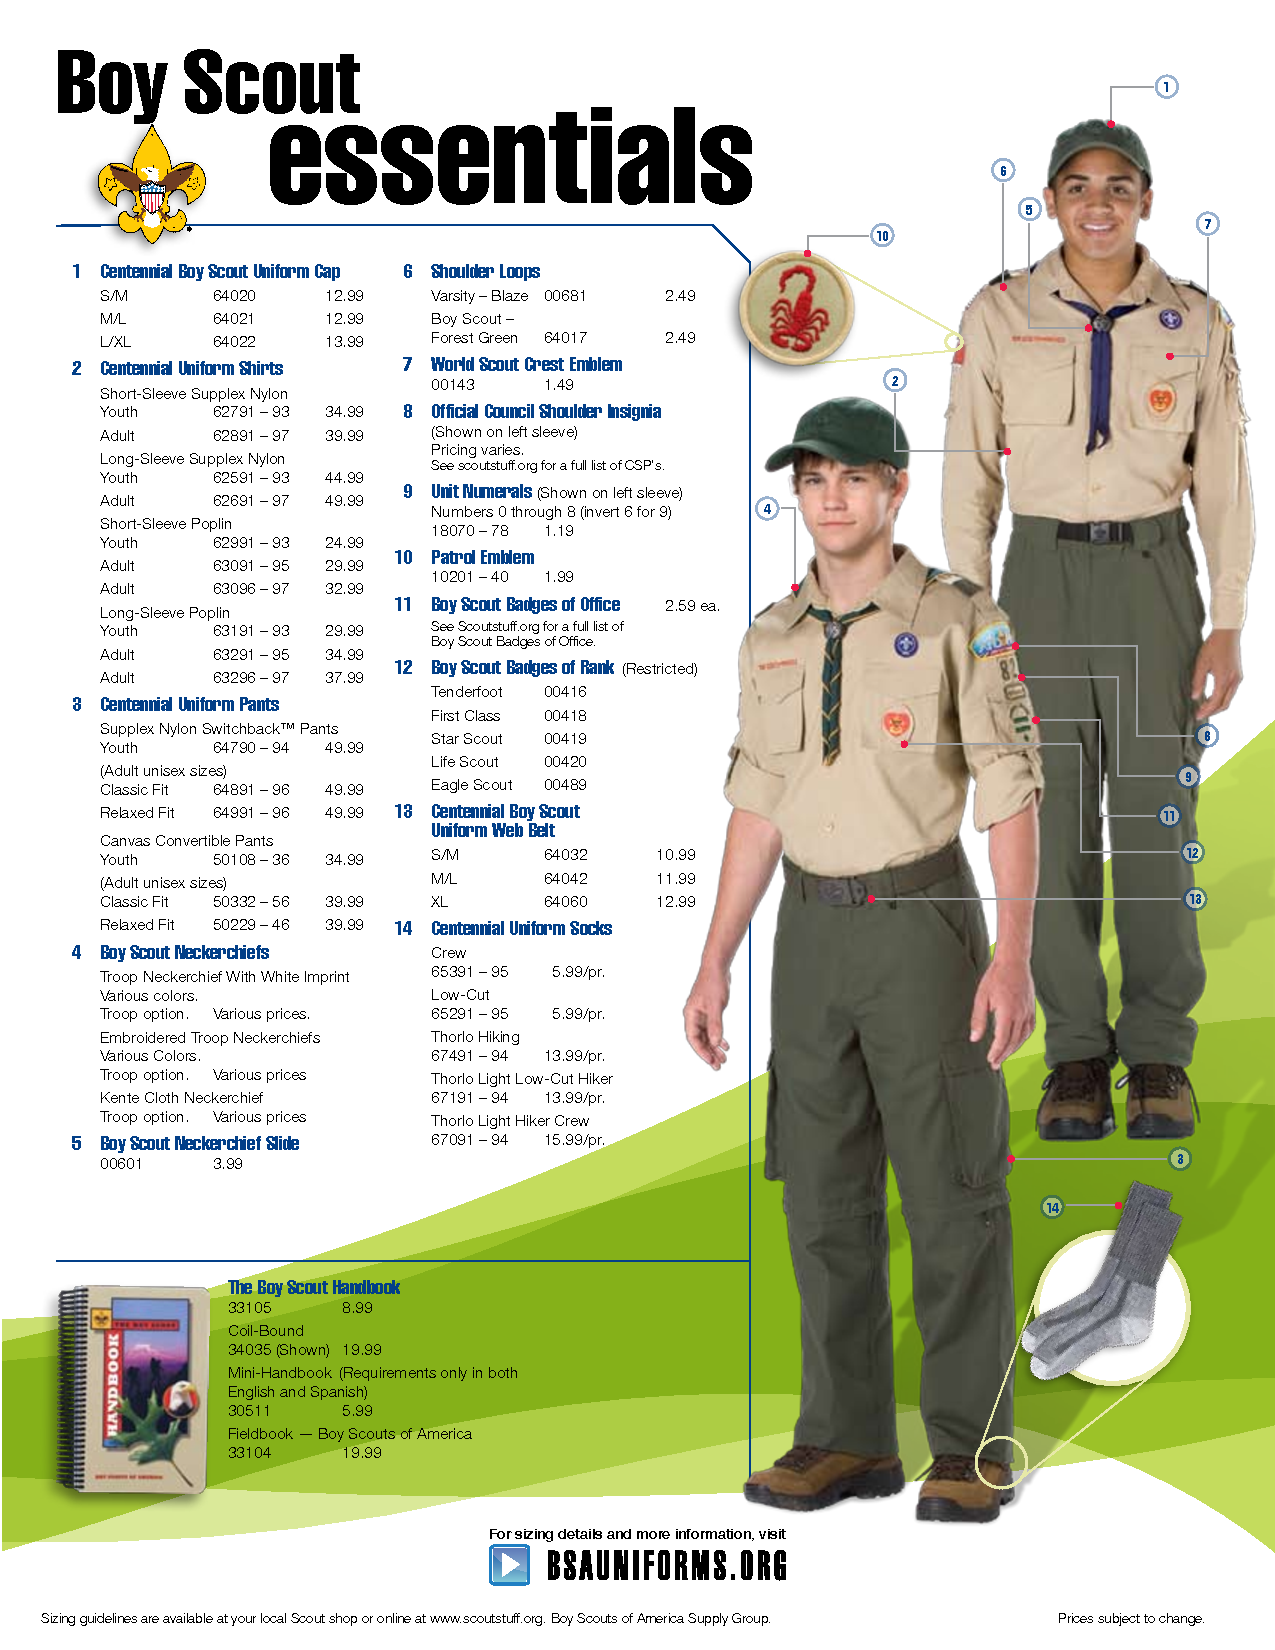 Boy Scout
essentials
1 Centennial Boy Scout Uniform Cap
S/M 64020 12.99
M/L 64021 12.99
L/XL 64022 13.99
2 Centennial Uniform Shirts
Short-Sleeve Supplex Nylon
Youth 62791 – 93 34.99
Adult 62891 – 97 39.99
Long-Sleeve Supplex Nylon
Youth 62591 – 93 44.99
Adult 62691 – 97 49.99
Short-Sleeve Poplin
Youth 62991 – 93 24.99
Adult 63091 – 95 29.99
Adult 63096 – 97 32.99
Long-Sleeve Poplin
Youth 63191 – 93 29.99
Adult 63291 – 95 34.99
Adult 63296 – 97 37.99
3 Centennial Uniform Pants
Supplex Nylon Switchback™ Pants
Youth 64790 – 94 49.99
(Adult unisex sizes)
Classic Fit 64891 – 96 49.99
Relaxed Fit 64991 – 96 49.99
Canvas Convertible Pants
Youth 50108 – 36 34.99
(Adult unisex sizes)
Classic Fit 50332 – 56 39.99
Relaxed Fit 50229 – 46 39.99
4 Boy Scout Neckerchiefs
Troop Neckerchief With White Imprint
Various colors.
Troop option. Various prices.
Embroidered Troop Neckerchiefs
Various Colors.
Troop option. Various prices
Kente Cloth Neckerchief
Troop option. Various prices
5 Boy Scout Neckerchief Slide
00601 3.99
6 Shoulder Loops
Varsity – Blaze 00681 2.49
Boy Scout –
Forest Green 64017 2.49
7 World Scout Crest Emblem
00143 1.49
8 Official Council Shoulder Insignia
(Shown on left sleeve)
Pricing varies.
See scoutstuff.org for a full list of CSP's.
9 Unit Numerals (Shown on left sleeve)
Numbers 0 through 8 (invert 6 for 9)
18070 – 78 1.19
10 Patrol Emblem
10201 – 40 1.99
11 Boy Scout Badges of Office 2.59 ea.
See Scoutstuff.org for a full list of
Boy Scout Badges of Office.
12 Boy Scout Badges of Rank (Restricted)
Tenderfoot 00416
First Class 00418
Star Scout 00419
Life Scout 00420
Eagle Scout 00489
13 Centennial Boy Scout
Uniform Web Belt
S/M 64032 10.99
M/L 64042 11.99
XL 64060 12.99
14 Centennial Uniform Socks
Crew
65391 – 95 5.99/pr.
Low-Cut
65291 – 95 5.99/pr.
Thorlo Hiking
67491 – 94 13.99/pr.
Thorlo Light Low-Cut Hiker
67191 – 94 13.99/pr.
Thorlo Light Hiker Crew
67091 – 94 15.99/pr.
1
6
5
7
10
2
4
8
9
11
12
13
3
14
THE BOY SCOUT
HANDBOOK
BOY SCOUTS OF AMERICA
The Boy Scout Handbook
33105 8.99
Coil-Bound
34035 (Shown) 19.99
Mini-Handbook (Requirements only in both
English and Spanish)
30511 5.99
Fieldbook — Boy Scouts of America
33104 19.99
For sizing details and more information, visit
BSAUNIFORMS.ORG
Sizing guidelines are available at your local Scout shop or online at www.scoutstuff.org. Boy Scouts of America Supply Group.
Prices subject to change.